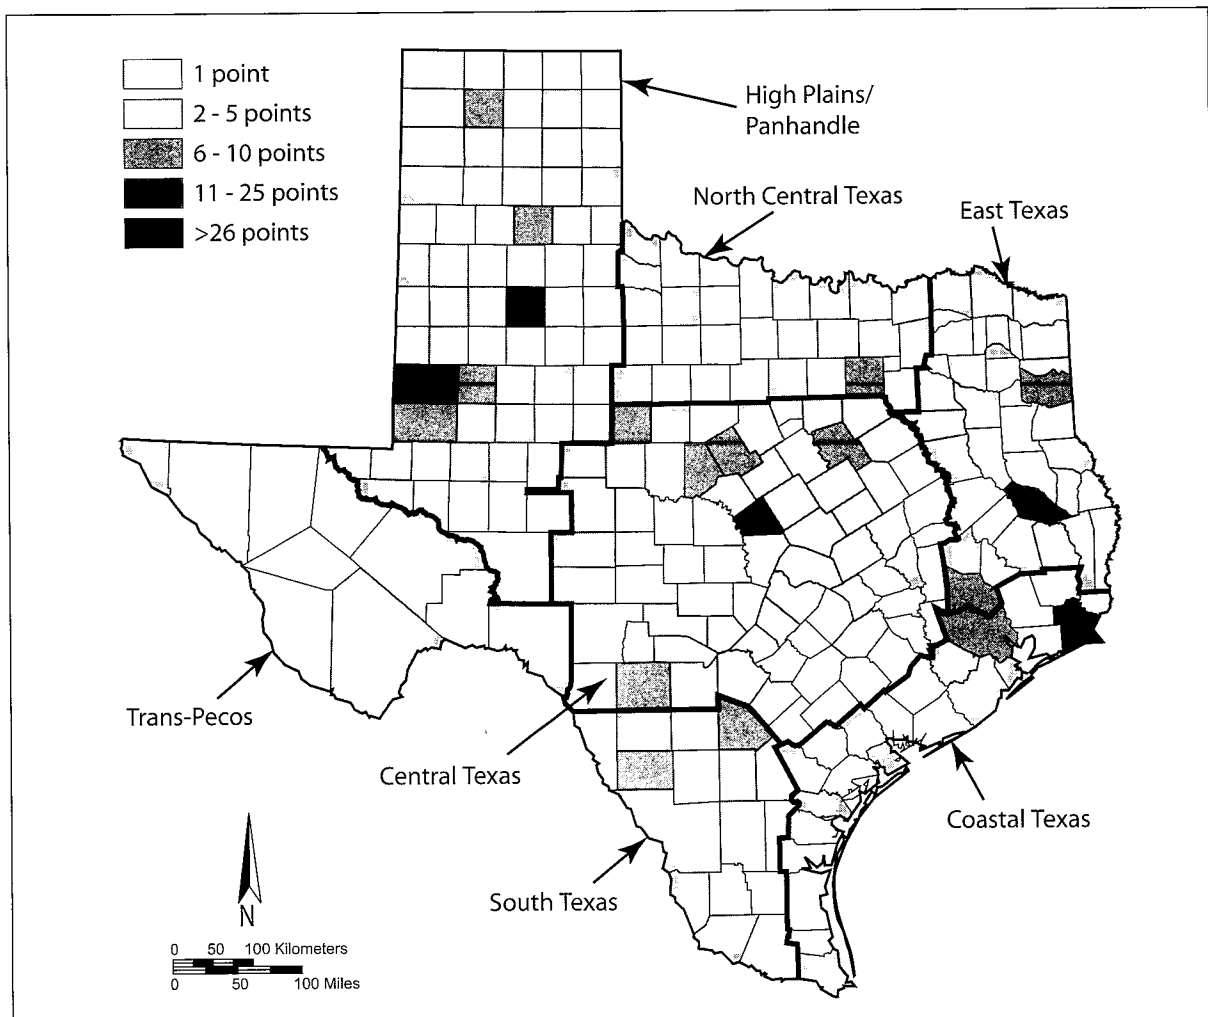 1 point
2 - 5 points
6 - 10 points
11 - 25 points
>26 points
High Plains/
Panhandle
North Central Texas
East Texas
Trans-Pecos
Central Texas
Coastal Texas
South Texas
N
0 50 100 Kilometers
0 50 100 Miles